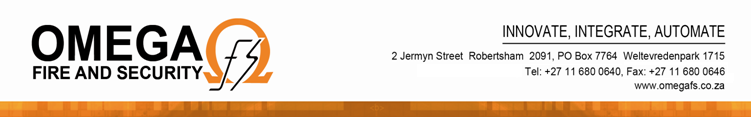 OMEGA
FIRE AND SECURITY
fs
INNOVATE, INTEGRATE, AUTOMATE
2 Jermyn Street Robertsham 2091, PO Box 7764 Weltevredenpark 1715
Tel: +27 11 680 0640, Fax: +27 11 680 0646
www.omegafs.co.za